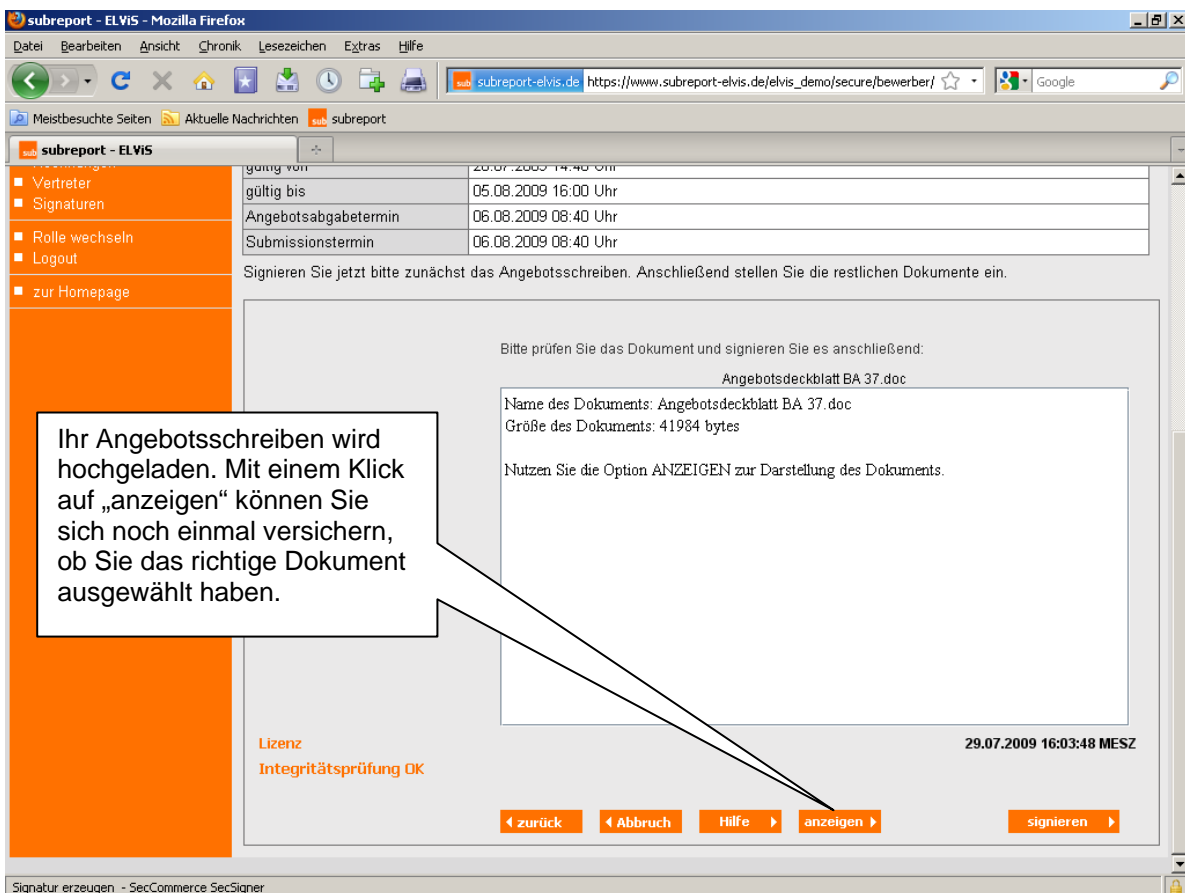 subreport - ELViS - Mozilla Firefox
Datei Bearbeiten Ansicht Chronik Lesezeichen Extras Hilfe
sub subreport-elvis.de https://www.subreport-elvis.de/elvis_demo/secure/bewerber/ Google
Meistbesuchte Seiten Aktuelle Nachrichten sub subreport
sub subreport - ELViS
gültig von
Vertreter
gültig bis 05.08.2009 16:00 Uhr
Signaturen
Angebotsabgabetermin 06.08.2009 08:40 Uhr
Rolle wechseln
Submissionstermin 06.08.2009 08:40 Uhr
Logout
Signieren Sie jetzt bitte zunächst das Angebotsschreiben. Anschließend stellen Sie die restlichen Dokumente ein.
zur Homepage
Bitte prüfen Sie das Dokument und signieren Sie es anschließend:
Angebotsdeckblatt BA 37.doc
Name des Dokuments: Angebotsdeckblatt BA 37.doc
Größe des Dokuments: 41984 bytes
Nutzen Sie die Option ANZEIGEN zur Darstellung des Dokuments.
Ihr Angebotsschreiben wird
hochgeladen. Mit einem Klick
auf „anzeigen“ können Sie
sich noch einmal versichern,
ob Sie das richtige Dokument
ausgewählt haben.
Lizenz
29.07.2009 16:03:48 MESZ
Integritätsprüfung OK
zurück Abbruch Hilfe anzeigen signieren
Signatur erzeugen - SecCommerce SecSigner